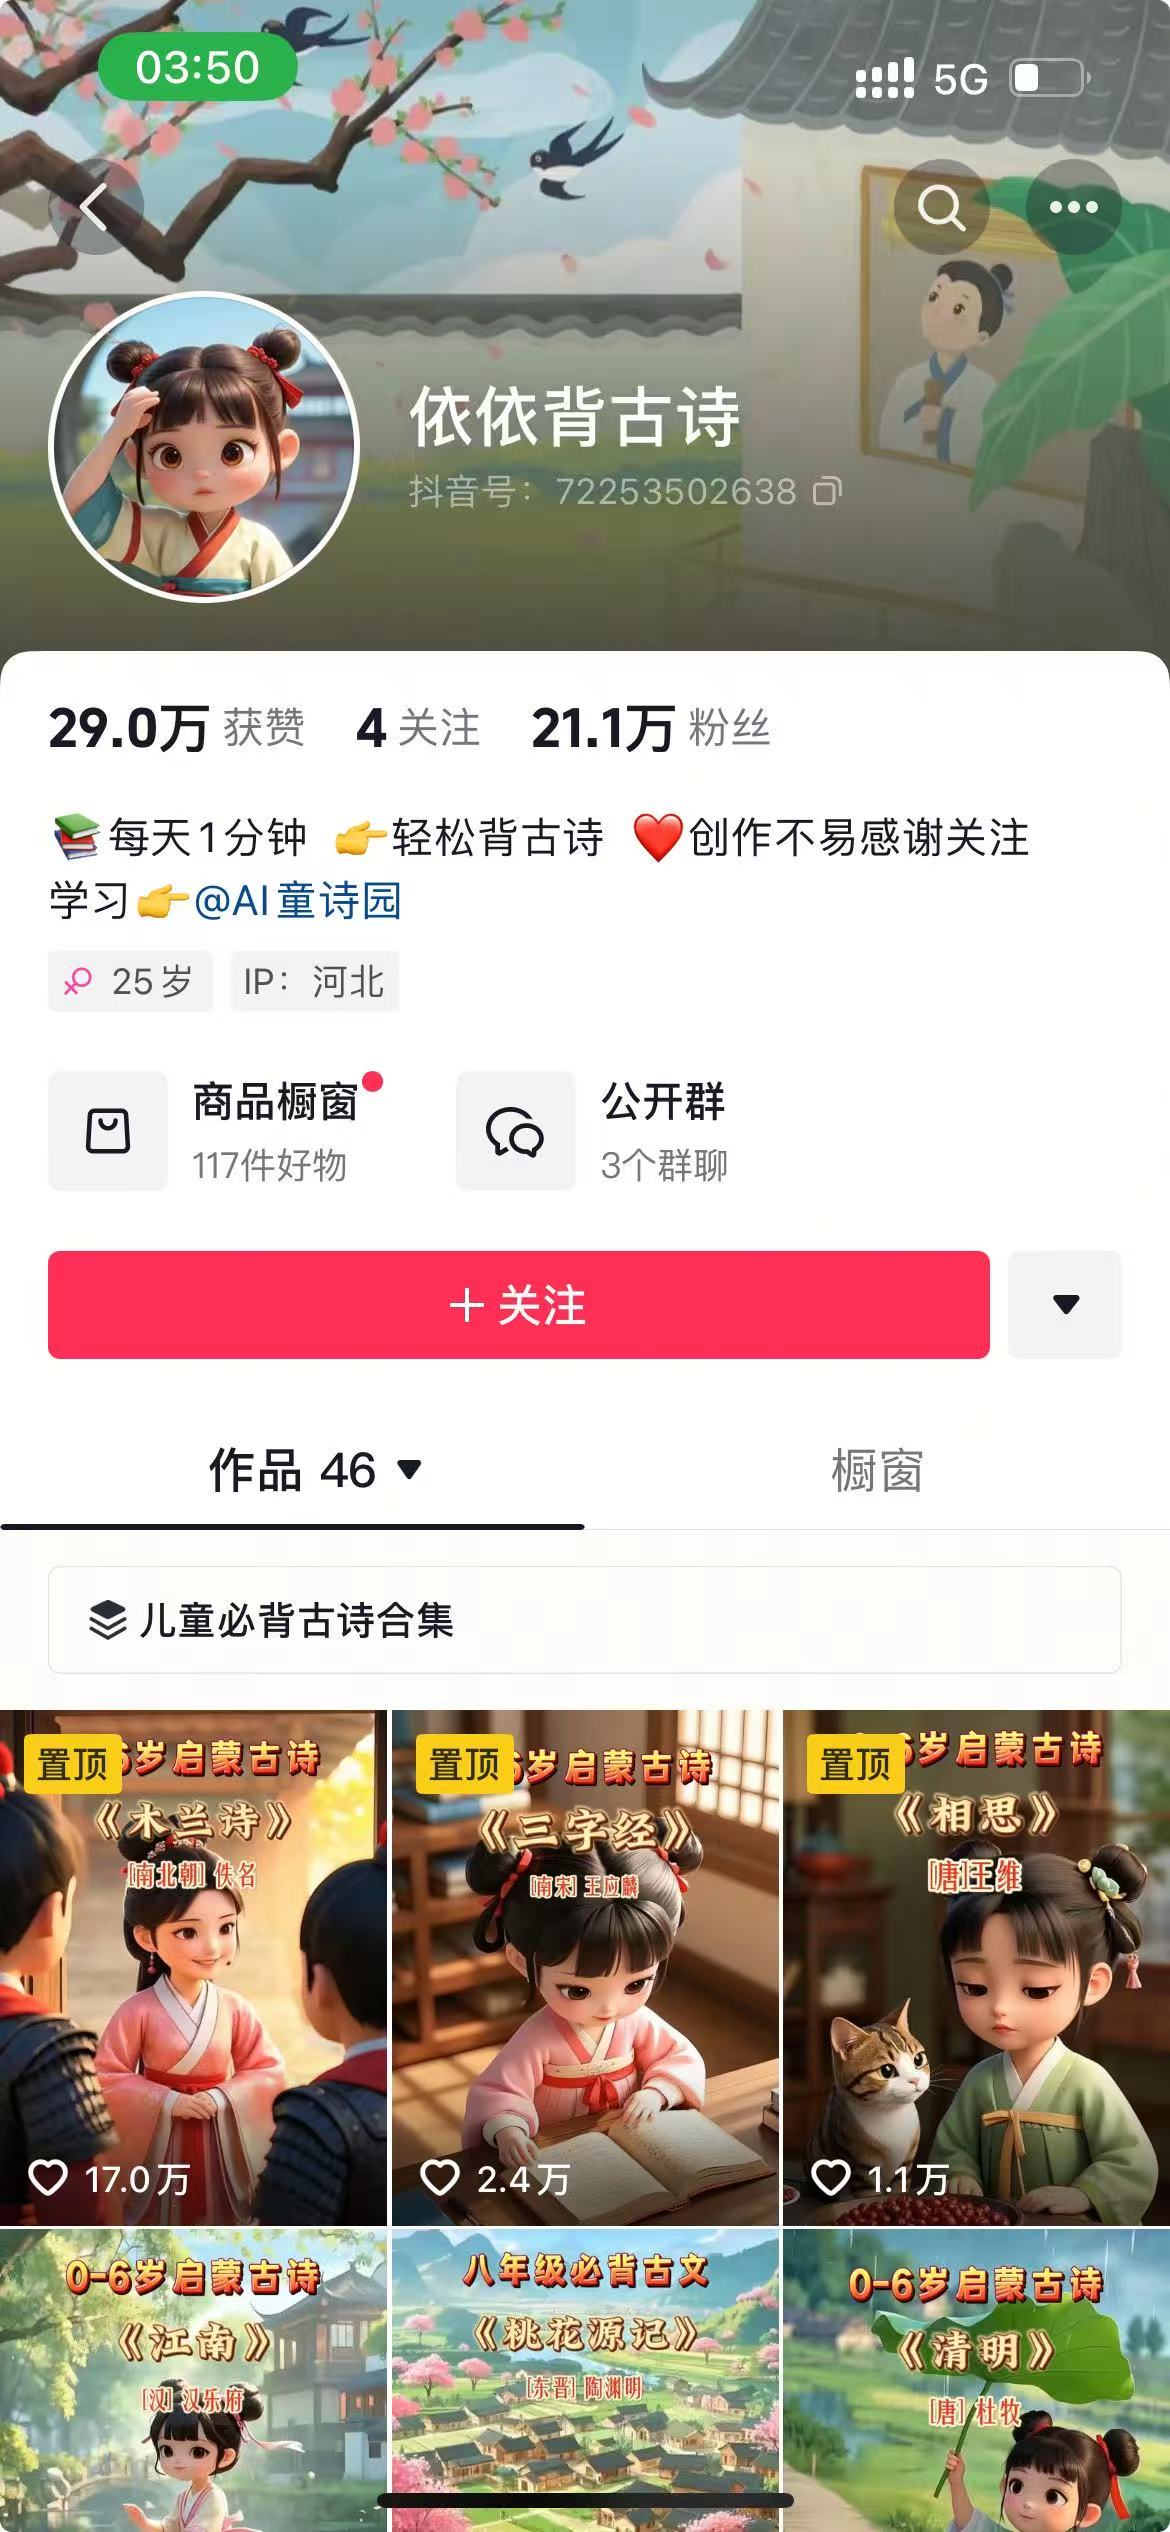 03:50
5G
依依背古诗
抖音号：72253502638
29.0万 获赞 4 关注 21.1万 粉丝
📚每天1分钟 👉轻松背古诗 ❤️创作不易感谢关注
学习👉@AI童诗园
25岁 IP：河北
商品橱窗
117件好物
公开群
3个群聊
+ 关注
作品 46
橱窗
儿童必背古诗合集
置顶
6岁启蒙古诗
《木兰诗》
[南北朝] 佚名
17.0万
置顶
6岁启蒙古诗
《三字经》
[南宋] 王应麟
2.4万
置顶
6岁启蒙古诗
《相思》
[唐]王维
1.1万
0-6岁启蒙古诗
《江南》
[汉] 汉乐府
八年级必背古文
《桃花源记》
[东晋] 陶渊明
0-6岁启蒙古诗
《清明》
[唐] 杜牧